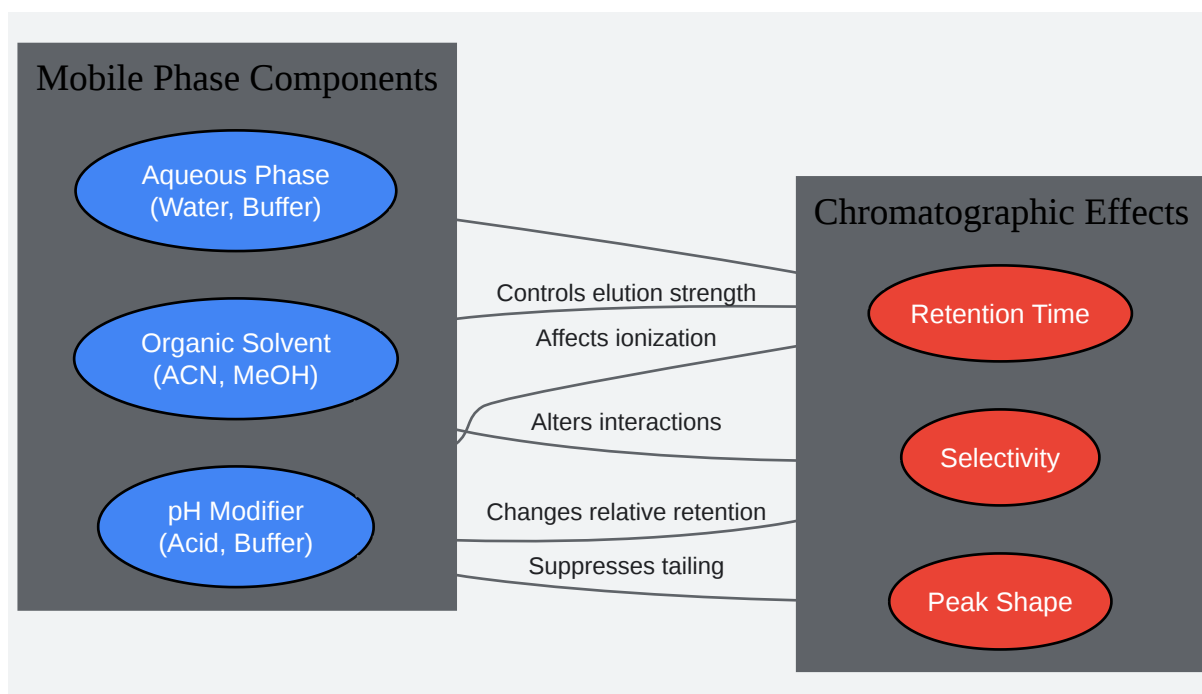 Mobile Phase Components
Aqueous Phase
(Water, Buffer)
Organic Solvent
(ACN, MeOH)
pH Modifier
(Acid, Buffer)
Controls elution strength
Affects ionization
Alters interactions
Changes relative retention
Suppresses tailing
Chromatographic Effects
Retention Time
Selectivity
Peak Shape